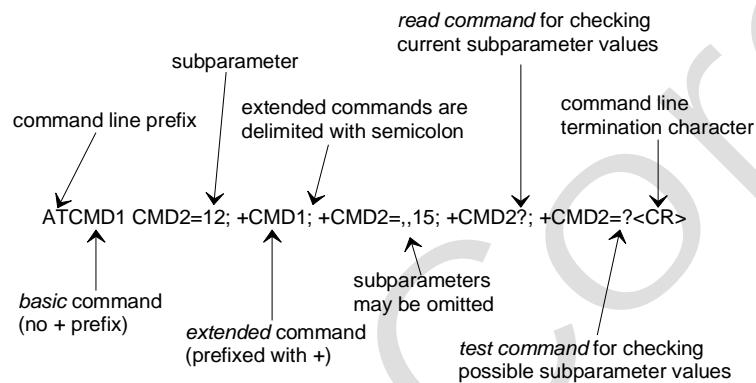 read command for checking
current subparameter values
subparameter
extended commands are
delimited with semicolon
command line
termination character
command line prefix
ATCMD1 CMD2=12; +CMD1; +CMD2=,,15; +CMD2?; +CMD2=?<CR>
basic command
(no + prefix)
extended command
(prefixed with +)
subparameters
may be omitted
test command for checking
possible subparameter values